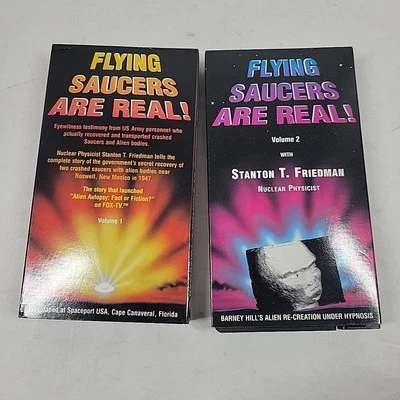 FLYING
SAUCERS
ARE REAL!
Eyewitness testimony from US Army personnel who
actually recovered and transported crashed
Saucers and Alien bodies.
Nuclear Physicist Stanton T. Friedman tells the
complete story of the government's secret recovery of
two crashed saucers with alien bodies near
Roswell, New Mexico in 1947.
The story that launched
"Alien Autopsy: Fact or Fiction?"
on FOX-TV.™
Volume 1
at Spaceport USA, Cape Canaveral, Florida
FLYING
SAUCERS
ARE REAL!
Volume 2
WITH
STANTON T. FRIEDMAN
NUCLEAR PHYSICIST
BARNEY HILL'S ALIEN RE-CREATION UNDER HYPNOSIS